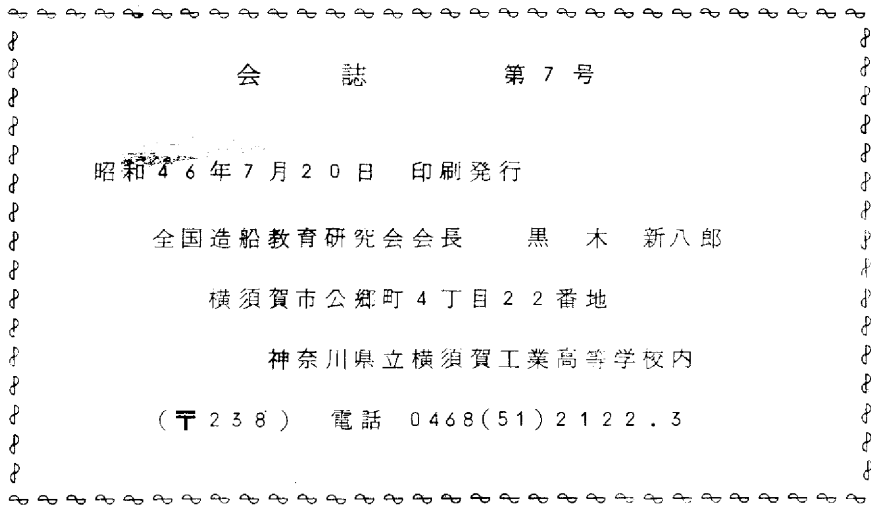 会 誌 第7号
昭和46年7月20日 印刷発行
全国造船教育研究会会長 黒木 新八郎
横須賀市公郷町4丁目22番地
神奈川県立横須賀工業高等学校内
(〒238) 電話 0468(51)2122.3